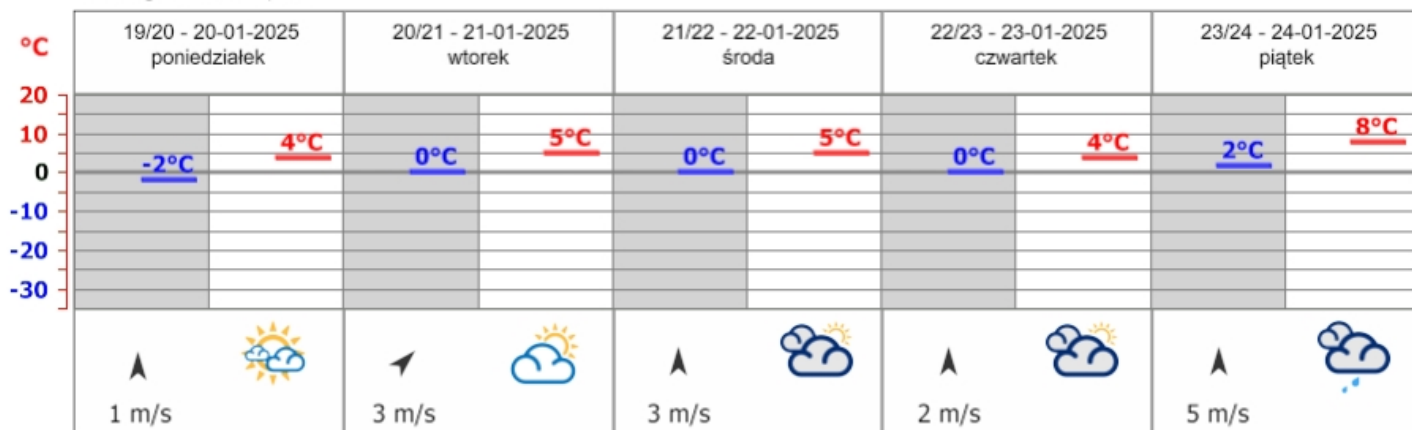 19/20 - 20-01-2025
poniedziałek
20/21 - 21-01-2025
wtorek
21/22 - 22-01-2025
środa
22/23 - 23-01-2025
czwartek
23/24 - 24-01-2025
piątek
°C
20
10
0
-10
-20
-30
-2°C
4°C
0°C
5°C
0°C
5°C
0°C
4°C
2°C
8°C
1 m/s
3 m/s
3 m/s
2 m/s
5 m/s